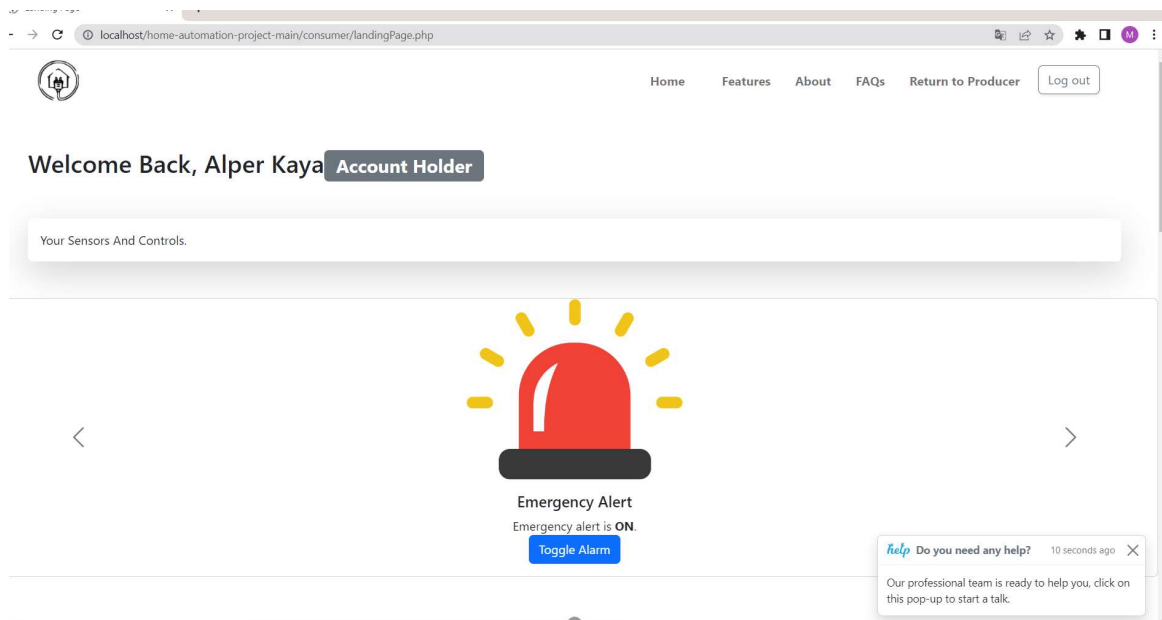 localhost/home-automation-project-main/consumer/landingPage.php
M
Home Features About FAQs Return to Producer Log out
Welcome Back, Alper Kaya Account Holder
Your Sensors And Controls.
Emergency Alert
Emergency alert is ON.
Toggle Alarm
help Do you need any help? 10 seconds ago
Our professional team is ready to help you, click on
this pop-up to start a talk.